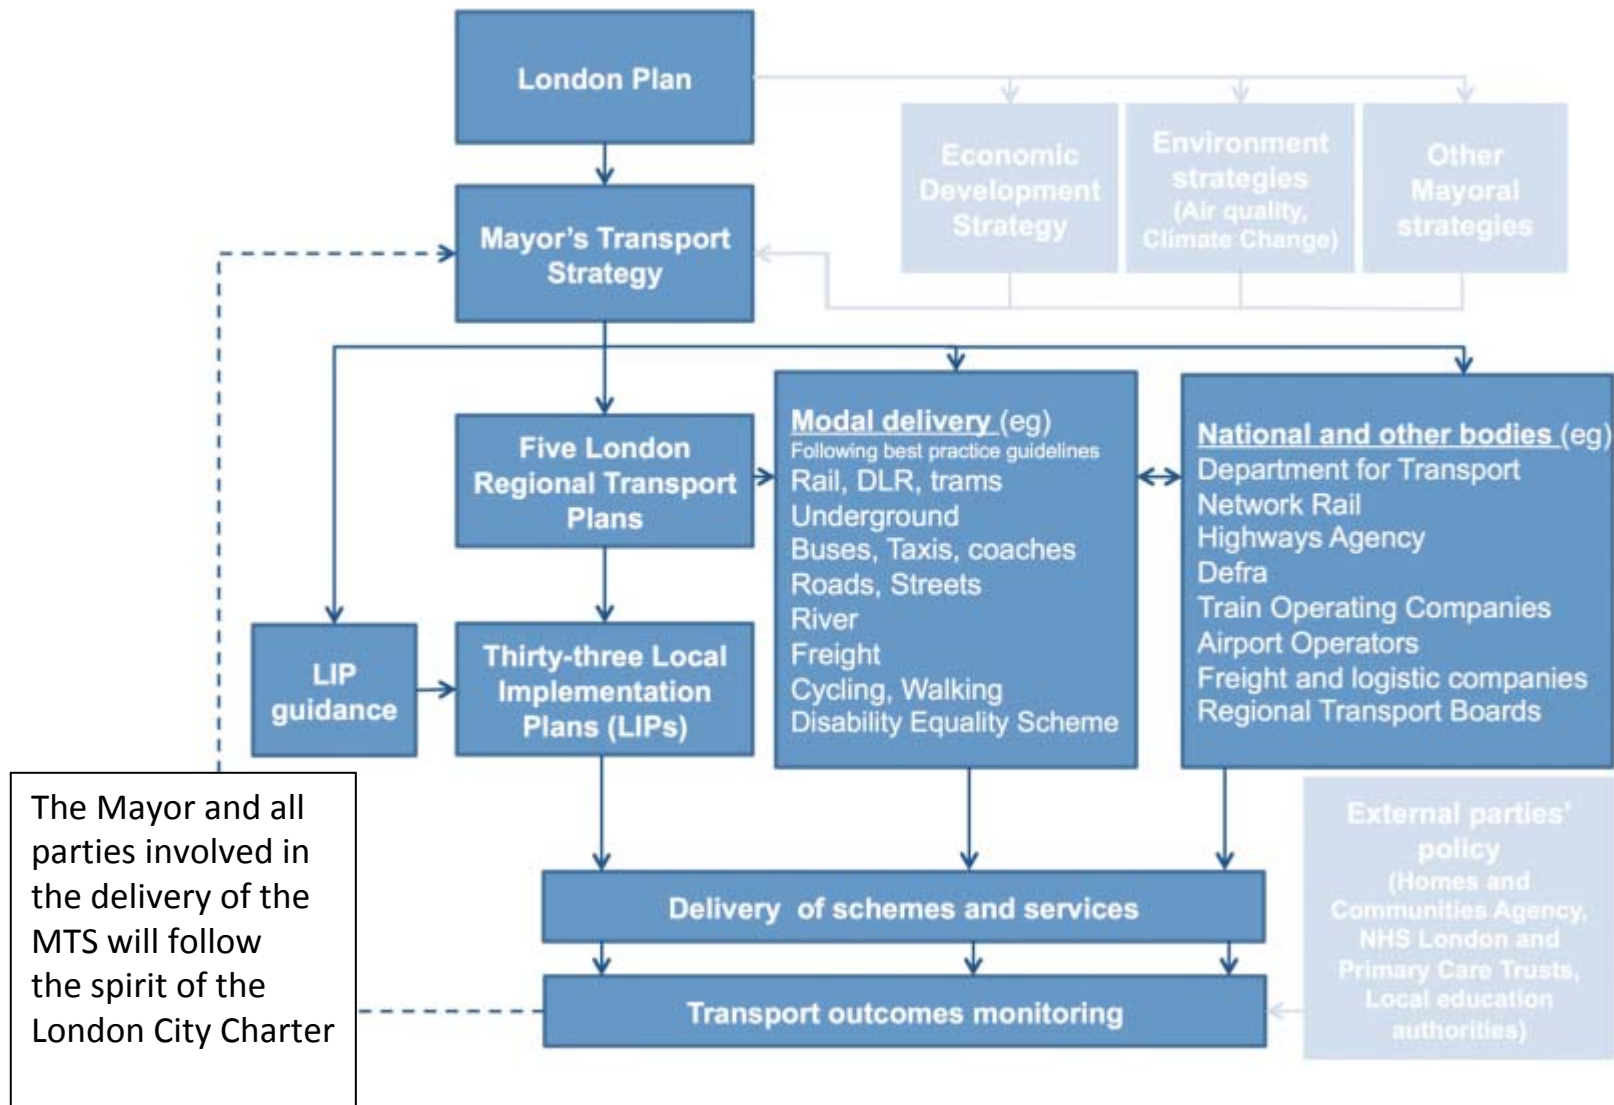 London Plan
Economic
Development
Strategy
Environment
strategies
(Air quality,
Climate Change)
Other
Mayoral
strategies
Mayor’s Transport
Strategy
Five London
Regional Transport
Plans
Modal delivery (eg)
Following best practice guidelines
Rail, DLR, trams
Underground
Buses, Taxis, coaches
Roads, Streets
River
Freight
Cycling, Walking
Disability Equality Scheme
National and other bodies (eg)
Department for Transport
Network Rail
Highways Agency
Defra
Train Operating Companies
Airport Operators
Freight and logistic companies
Regional Transport Boards
LIP
guidance
Thirty-three Local
Implementation
Plans (LIPs)
The Mayor and all
parties involved in
the delivery of the
MTS will follow
the spirit of the
London City Charter
External parties’
policy
(Homes and
Communities Agency,
NHS London and
Primary Care Trusts,
Local education
authorities)
Delivery of schemes and services
Transport outcomes monitoring